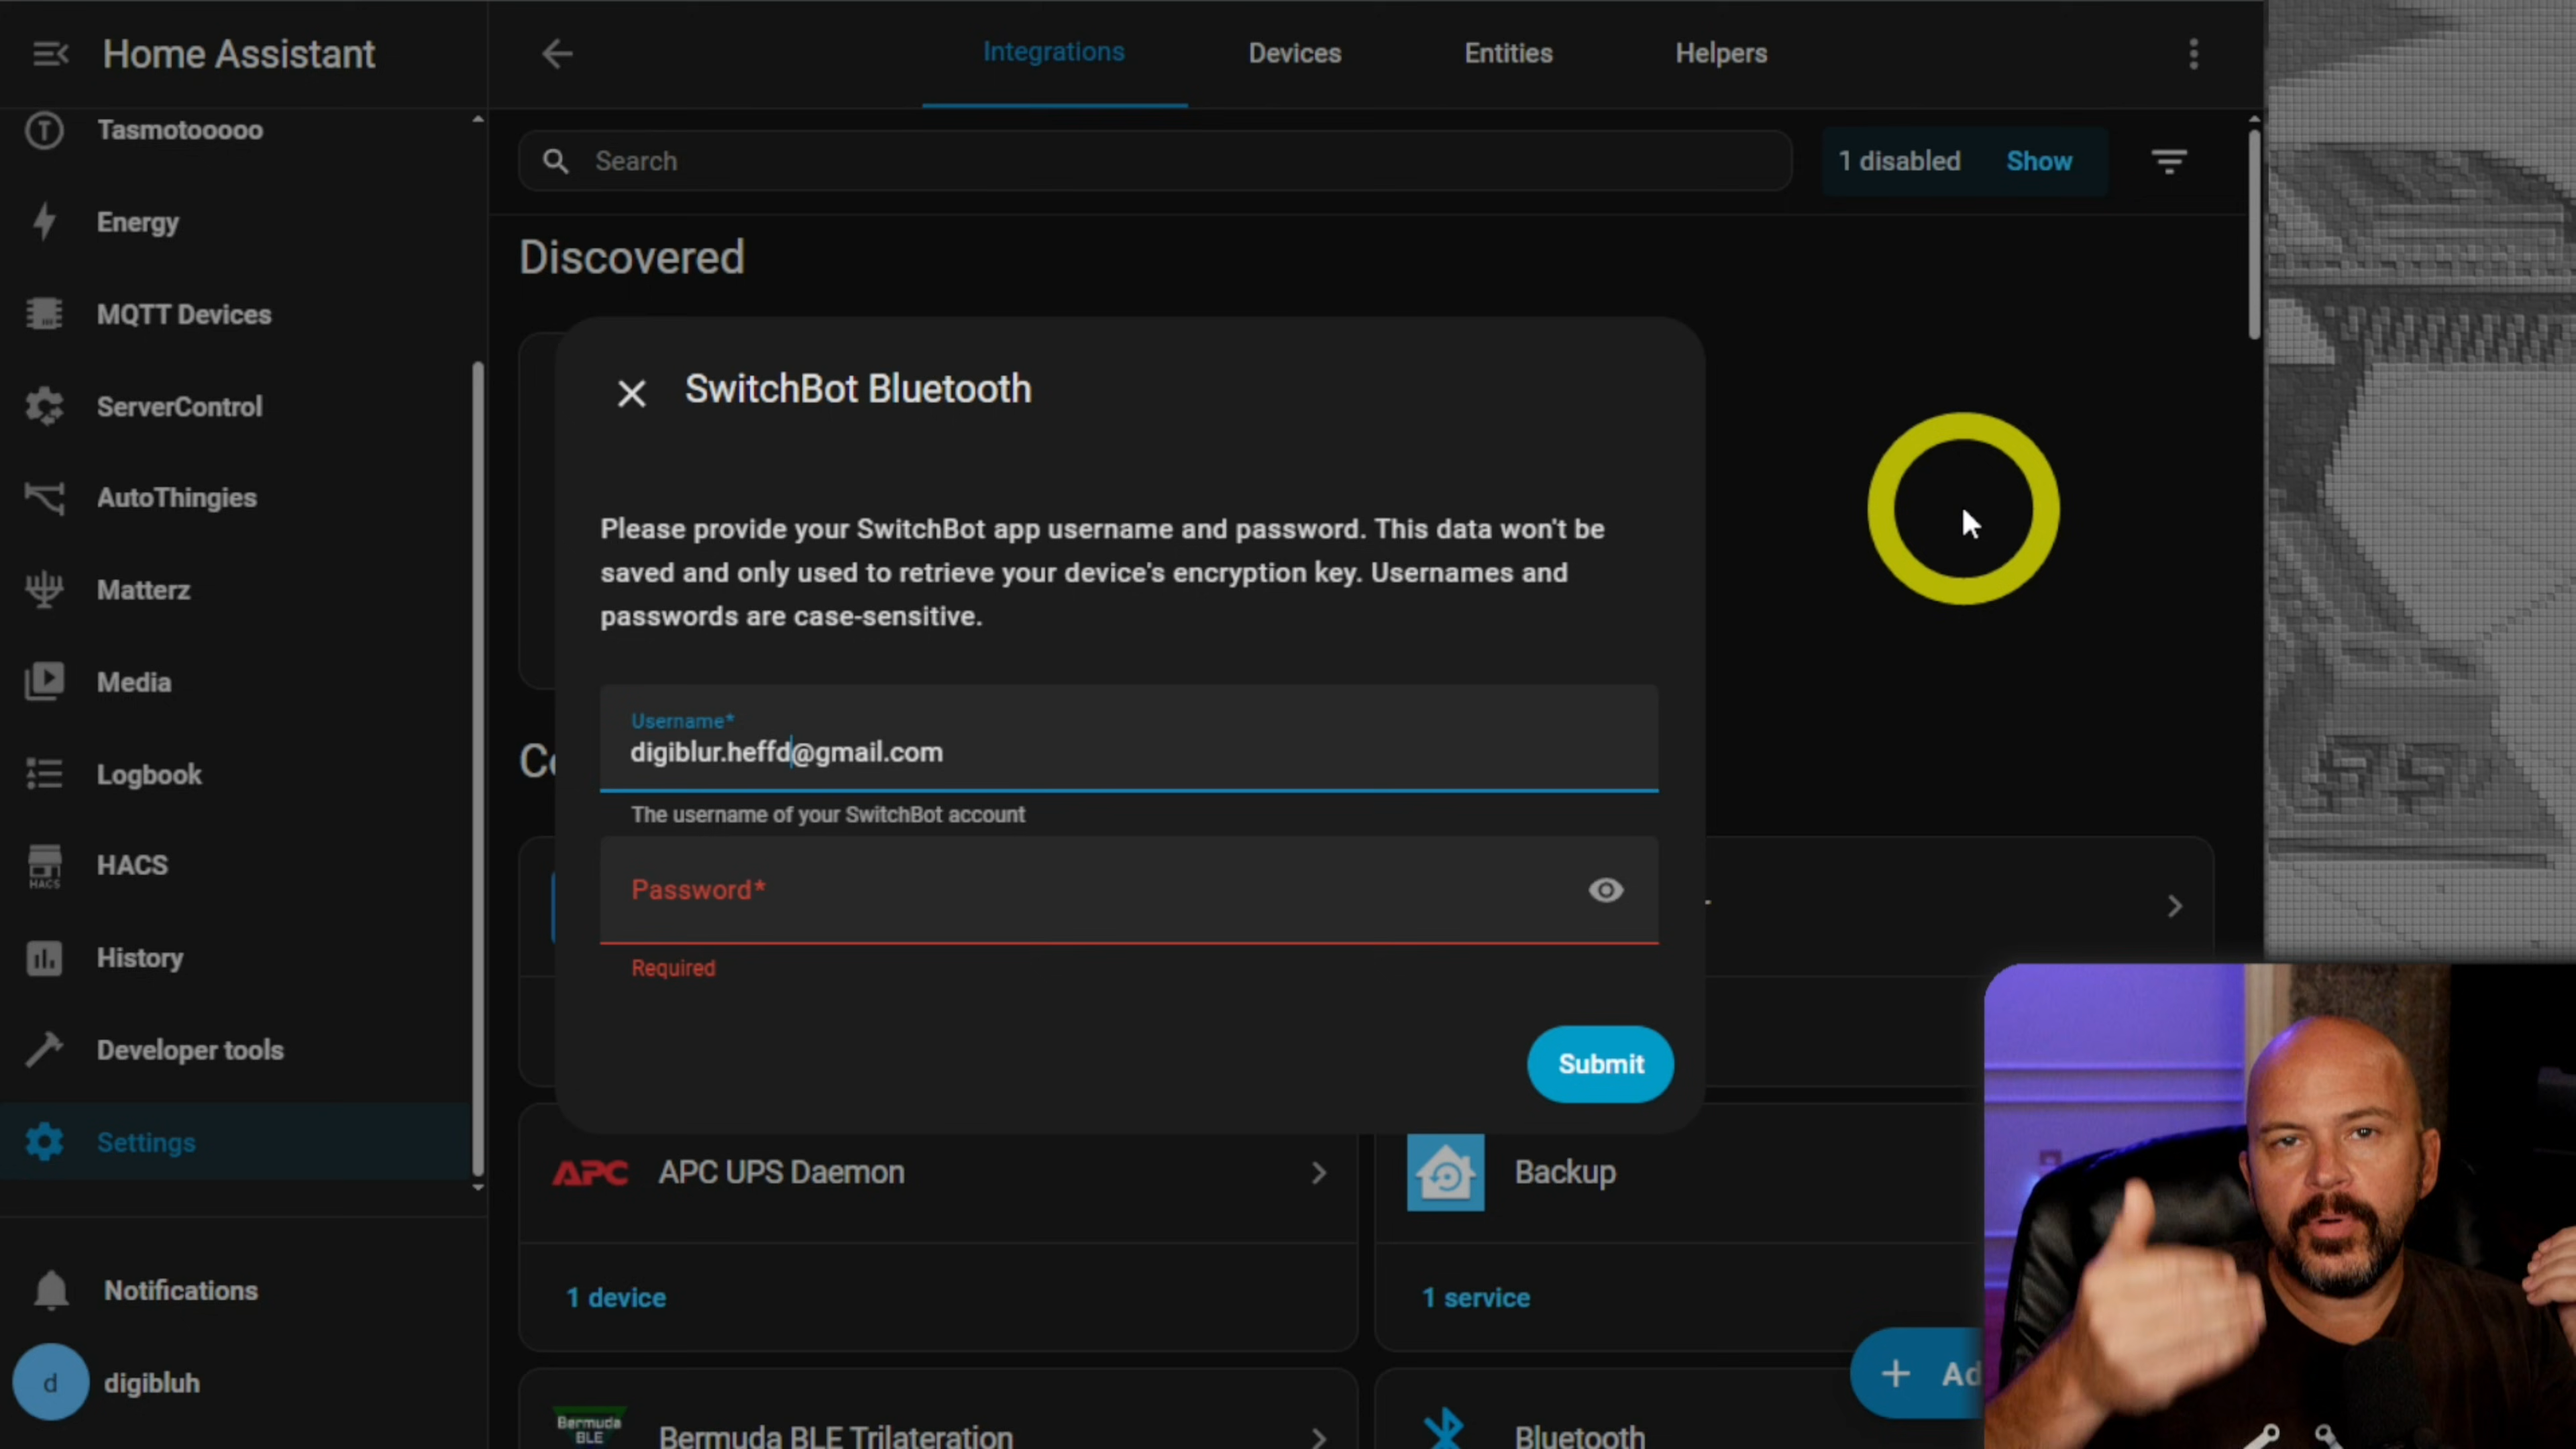 Home Assistant
Tasmotooooo
Energy
MQTT Devices
ServerControl
AutoThingies
Matterz
Media
Logbook
HACS
HACS
History
Developer tools
Settings
Notifications
d
digibluh
Integrations
Devices
Entities
Helpers
Search
1 disabled
Show
Discovered
SwitchBot Bluetooth
Please provide your SwitchBot app username and password. This data won't be
saved and only used to retrieve your device's encryption key. Usernames and
passwords are case-sensitive.
Username*
digiblur.heffd@gmail.com
The username of your SwitchBot account
Password*
Required
Submit
APC
APC UPS Daemon
1 device
Backup
1 service
Bermuda
BLE
Bermuda BLE Trilateration
Bluetooth